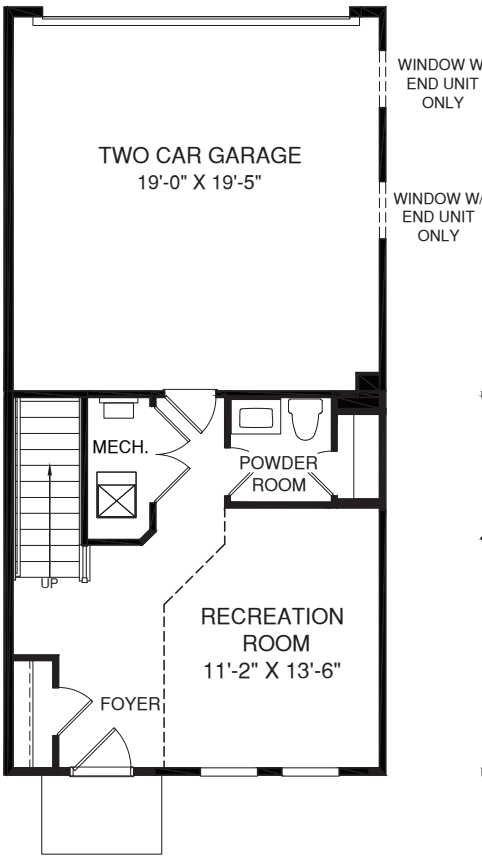 WINDOW W
END UNIT
ONLY
TWO CAR GARAGE
19'-0" X 19'-5"
WINDOW W/
END UNIT
ONLY
MECH.
POWDER
ROOM
UP
RECREATION
ROOM
11'-2" X 13'-6"
FOYER